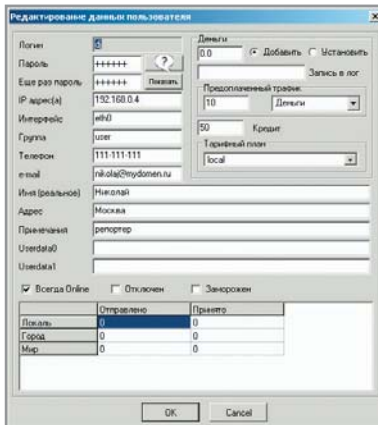 Редактирование данных пользователя
Логин
Пароль ++++++ ?
Еще раз пароль ++++++ Показать
IP адрес(а) 192.168.0.4
Интерфейс eth0
Группа user
Телефон 111-111-111
e-mail nikolaj@mydomen.ru
Деньги
0.0 Добавить Установить
Запись в лог
Предоплаченный трафик
10 Деньги
50 Кредит
Тарифный план
local
Имя (реальное) Николай
Адрес Москва
Примечания репортер
Userdata0
Userdata1
Всегда Online Отключен Заморожен
Отправлено Принято
Локаль 0 0
Город 0 0
Мир 0 0
OK Cancel